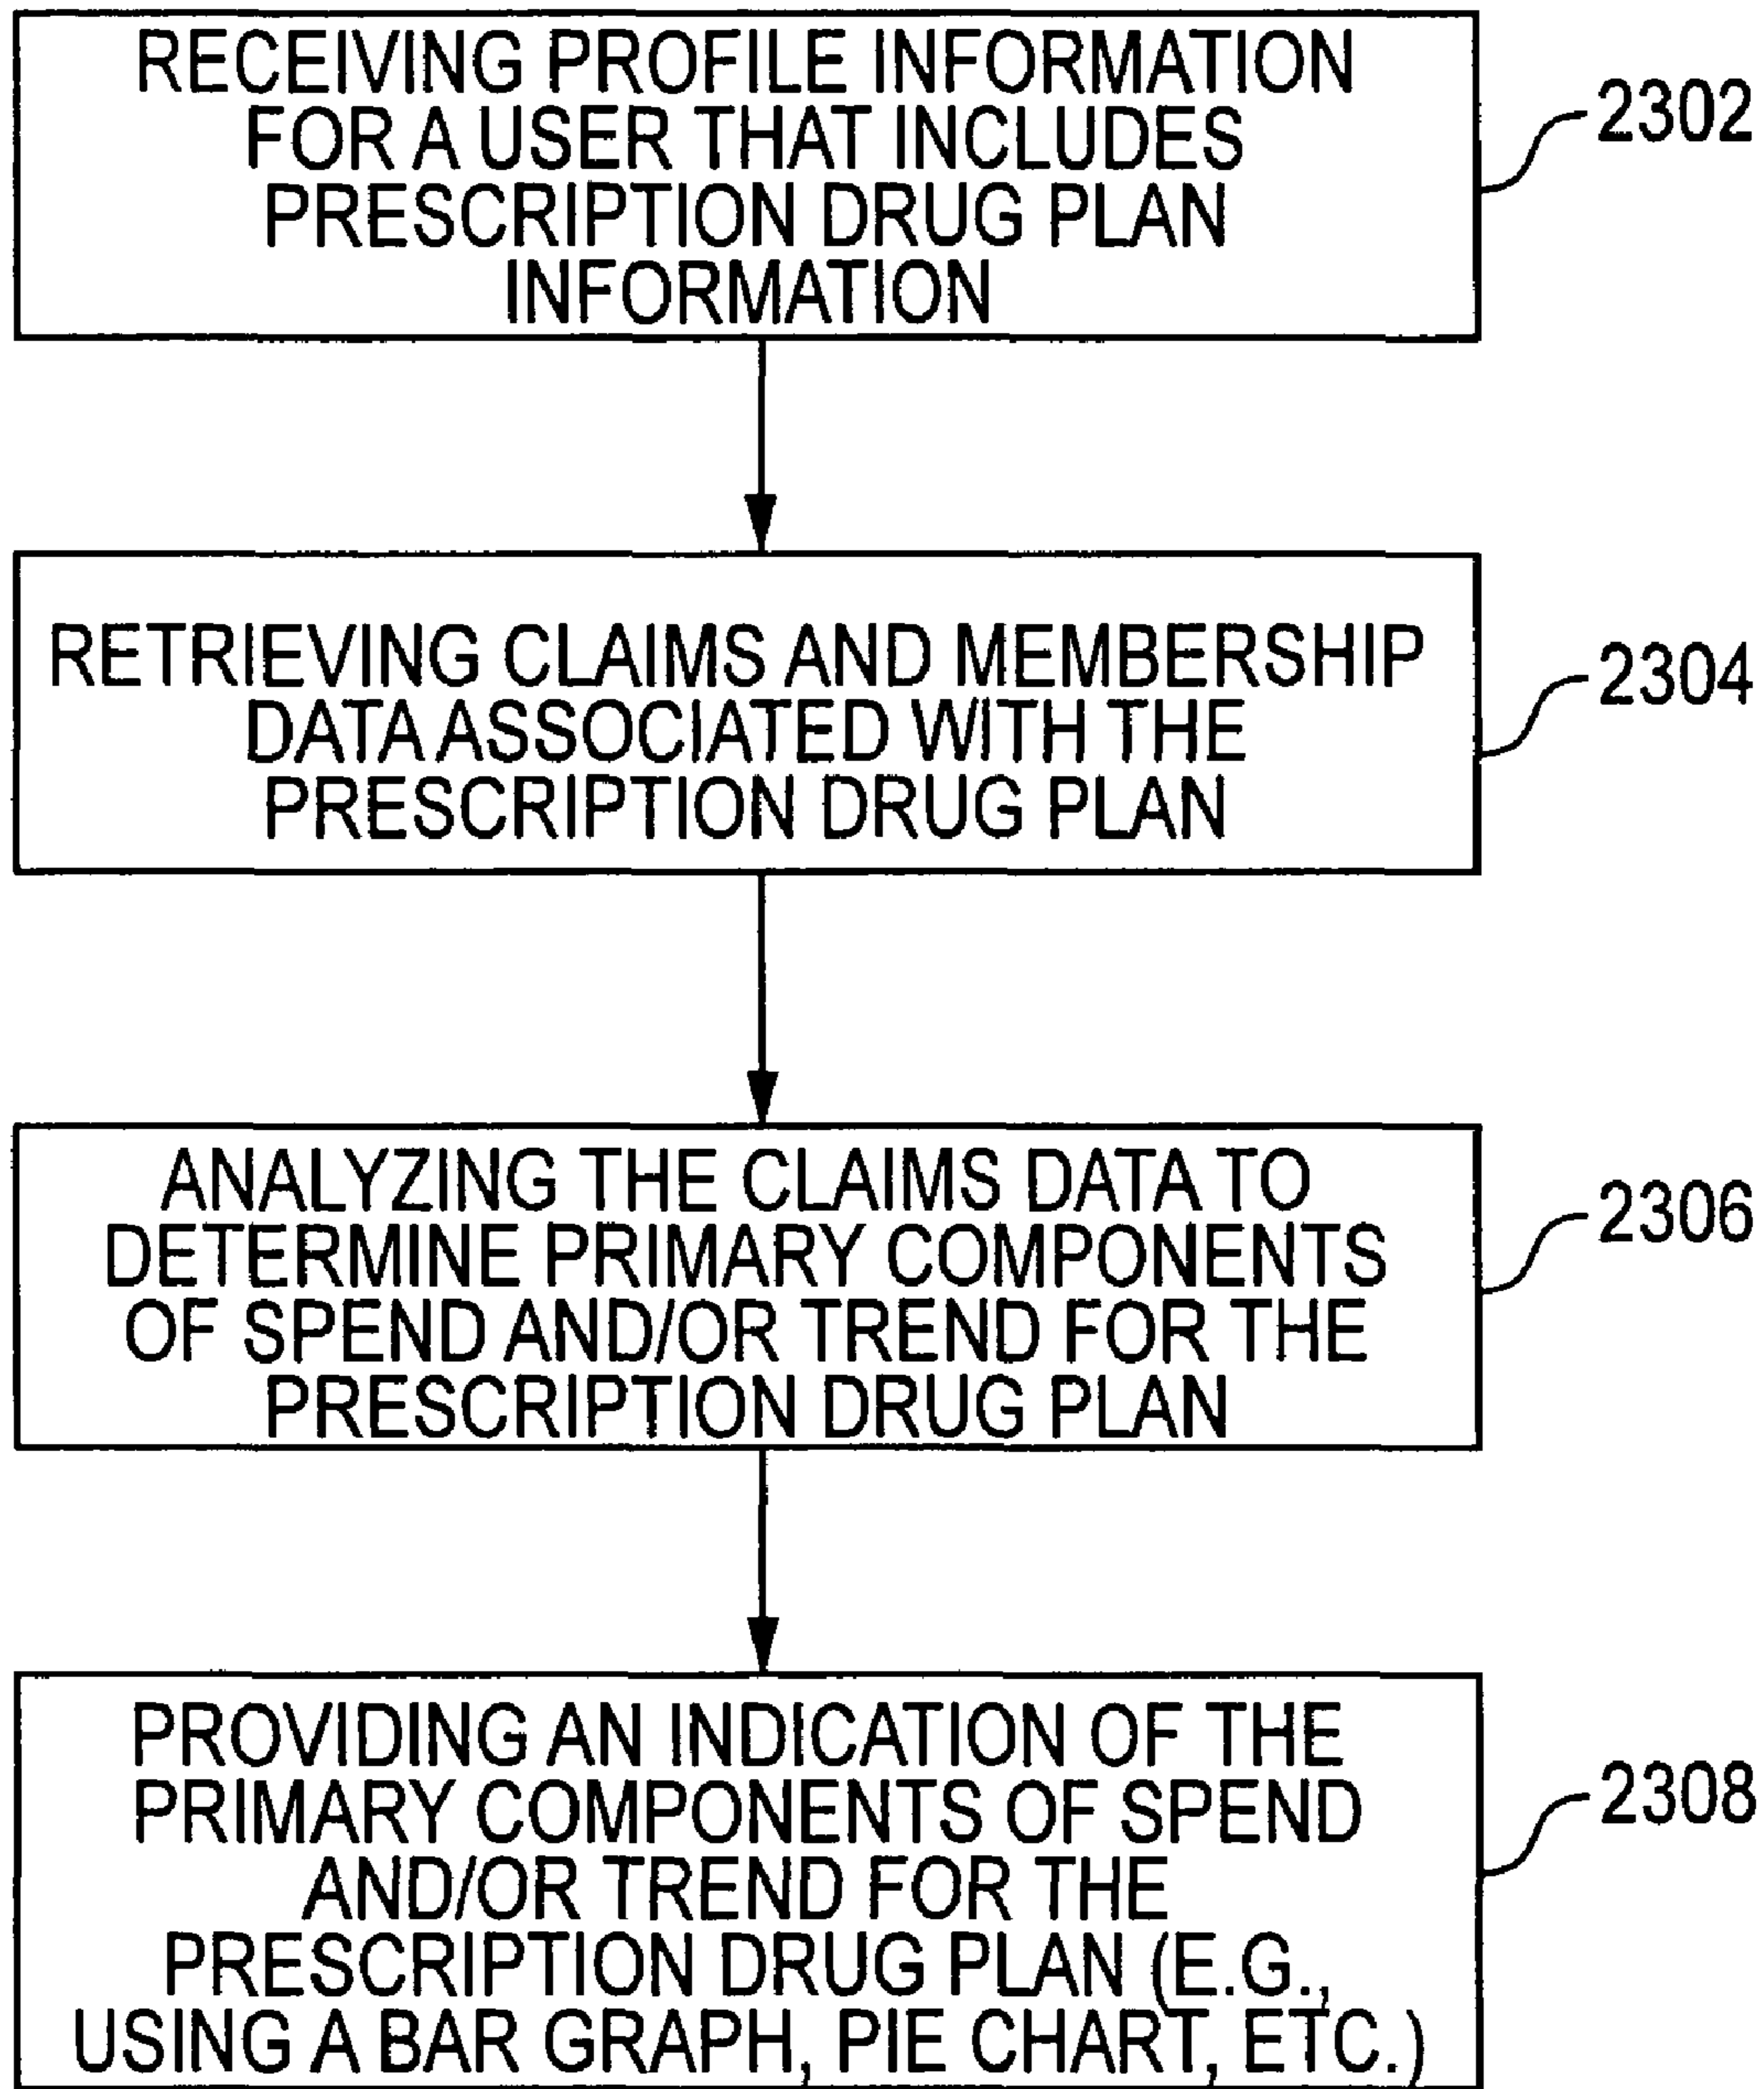 RECEIVING PROFILE INFORMATION
FOR A USER THAT INCLUDES
PRESCRIPTION DRUG PLAN
INFORMATION
2302
RETRIEVING CLAIMS AND MEMBERSHIP
DATA ASSOCIATED WITH THE
PRESCRIPTION DRUG PLAN
2304
ANALYZING THE CLAIMS DATA TO
DETERMINE PRIMARY COMPONENTS
OF SPEND AND/OR TREND FOR THE
PRESCRIPTION DRUG PLAN
2306
PROVIDING AN INDICATION OF THE
PRIMARY COMPONENTS OF SPEND
AND/OR TREND FOR THE
PRESCRIPTION DRUG PLAN (E.G.,
USING A BAR GRAPH, PIE CHART, ETC.)
2308